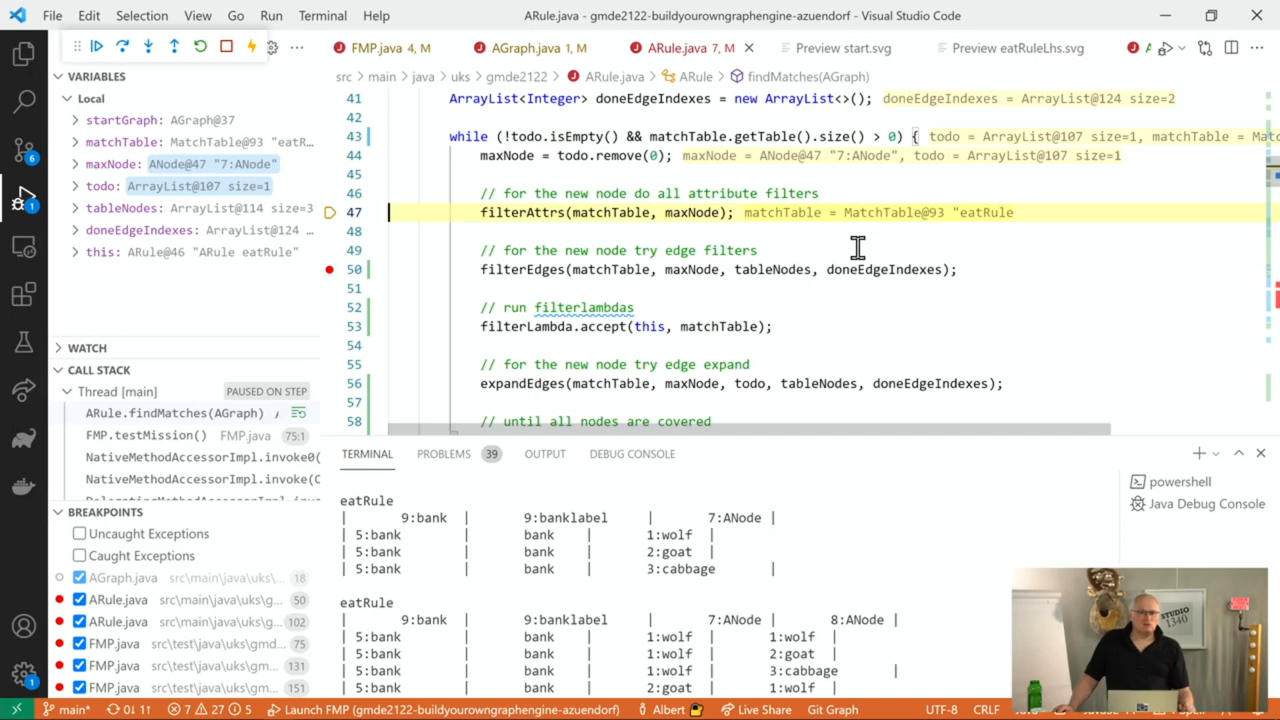 File Edit Selection View Go Run Terminal Help ARule.java - gmde2122-buildyourowngraphengine-azuendorf - Visual Studio Code
FMP.java 4, M AGraph.java 1, M ARule.java 7, M Preview start.svg Preview eatRuleLhs.svg
src > main > java > uks > gmde2122 > ARule.java > ARule > findMatches(AGraph)
VARIABLES
Local
startGraph: AGraph@37
matchTable: MatchTable@93 "eatR…
maxNode: ANode@47 "7:ANode"
todo: ArrayList@107 size=1
tableNodes: ArrayList@114 size=3
doneEdgeIndexes: ArrayList@124 …
this: ARule@46 "ARule eatRule"
WATCH
CALL STACK
Thread [main] PAUSED ON STEP
ARule.findMatches(AGraph)
FMP.testMission() FMP.java 75:1
NativeMethodAccessorImpl.invoke0(
NativeMethodAccessorImpl.invoke(
BREAKPOINTS
Uncaught Exceptions
Caught Exceptions
AGraph.java src\main\java\uks\... 18
ARule.java src\main\java\uks\g... 50
ARule.java src\main\java\uks\g... 102
FMP.java src\test\java\uks\gmd... 75
FMP.java src\test\java\uks\gm... 131
FMP.java src\test\java\uks\gm... 151
41 ArrayList<Integer> doneEdgeIndexes = new ArrayList<>(); doneEdgeIndexes = ArrayList@124 size=2
42
43 while (!todo.isEmpty() && matchTable.getTable().size() > 0) { todo = ArrayList@107 size=1, matchTable = Mat
44 maxNode = todo.remove(0); maxNode = ANode@47 "7:ANode", todo = ArrayList@107 size=1
45
46 // for the new node do all attribute filters
47 filterAttrs(matchTable, maxNode); matchTable = MatchTable@93 "eatRule
48
49 // for the new node try edge filters
50 filterEdges(matchTable, maxNode, tableNodes, doneEdgeIndexes);
51
52 // run filterlambdas
53 filterLambda.accept(this, matchTable);
54
55 // for the new node try edge expand
56 expandEdges(matchTable, maxNode, todo, tableNodes, doneEdgeIndexes);
57
58 // until all nodes are covered
TERMINAL PROBLEMS 39 OUTPUT DEBUG CONSOLE
powershell
Java Debug Console
eatRule
| 9:bank | 9:banklabel | 7:ANode |
| 5:bank | bank | 1:wolf |
| 5:bank | bank | 2:goat |
| 5:bank | bank | 3:cabbage |
eatRule
| 9:bank | 9:banklabel | 7:ANode | 8:ANode |
| 5:bank | bank | 1:wolf | 1:wolf |
| 5:bank | bank | 1:wolf | 2:goat |
| 5:bank | bank | 1:wolf | 3:cabbage |
| 5:bank | bank | 2:goat | 1:wolf |
STUDIO
1340
main* 0↓ 1↑ 7 27 5 Launch FMP (gmde2122-buildyourowngraphengine-azuendorf) Albert Live Share Git Graph UTF-8 CRLF